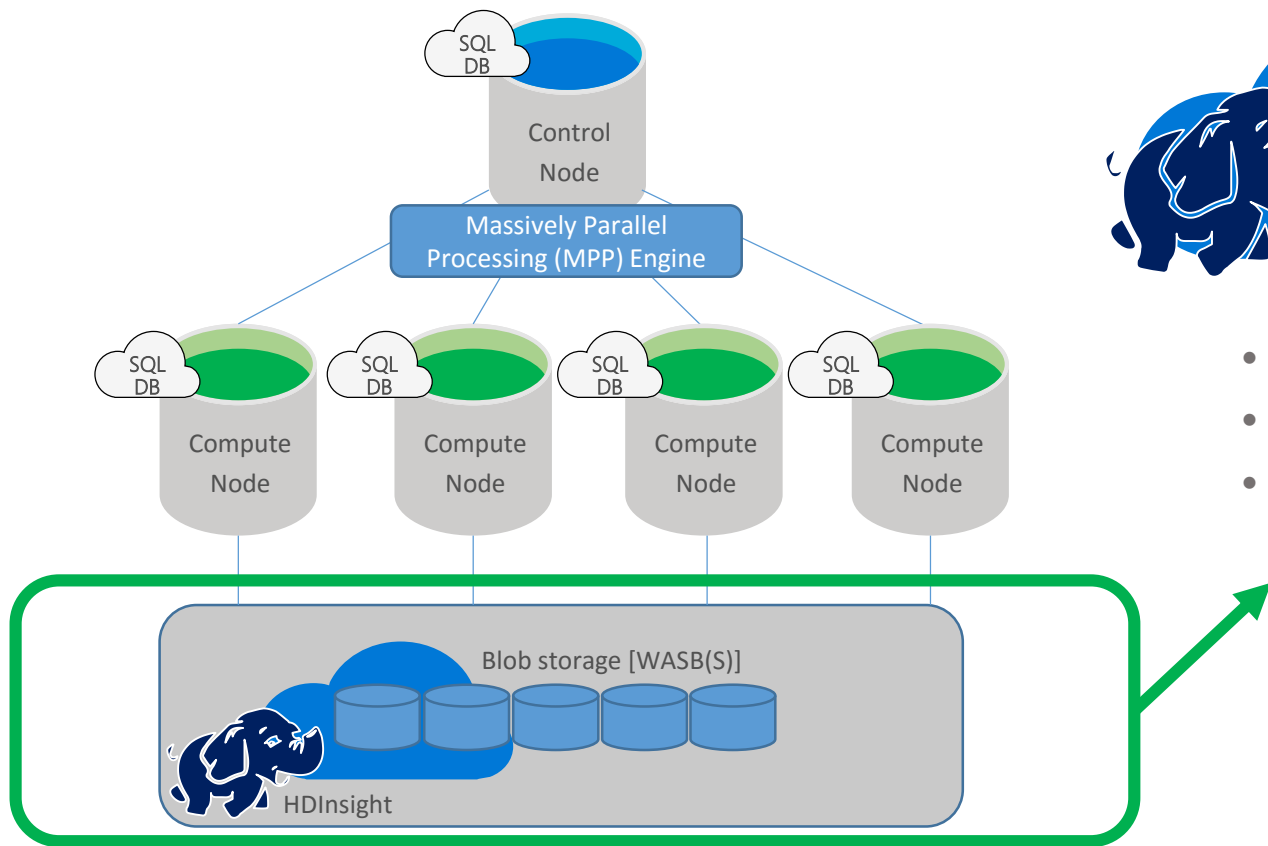 SQL
DB
Control
Node
Massively Parallel
Processing (MPP) Engine
SQL
DB
SQL
DB
SQL
DB
SQL
DB
Compute
Node
Compute
Node
Compute
Node
Compute
Node
Blob storage [WASB(S)]
HDInsight